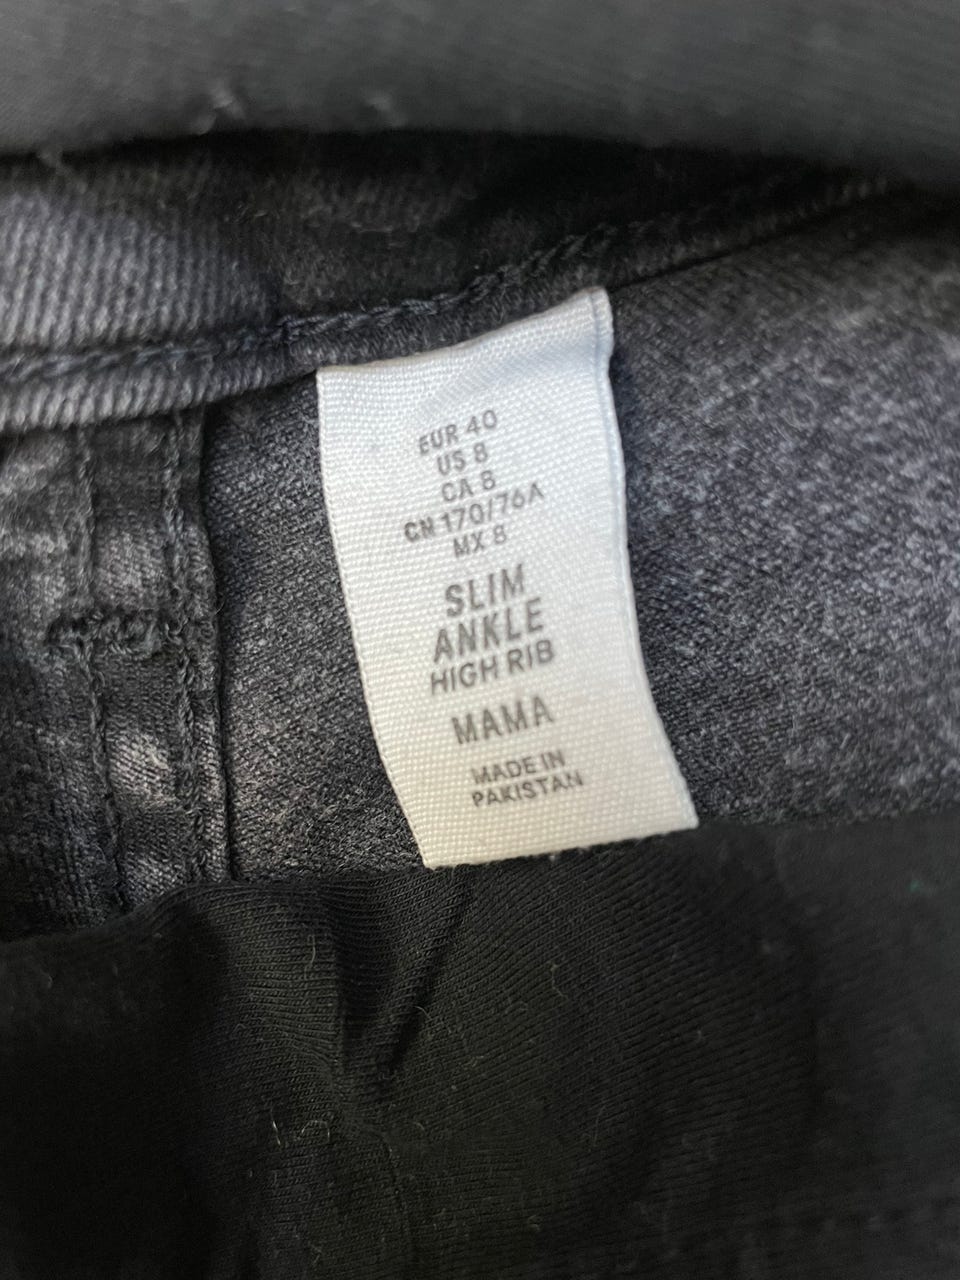 EUR 40
US 8
CA 8
CN 170/76A
MX 8
SLIM
ANKLE
HIGH RIB
MAMA
MADE IN
PAKISTAN